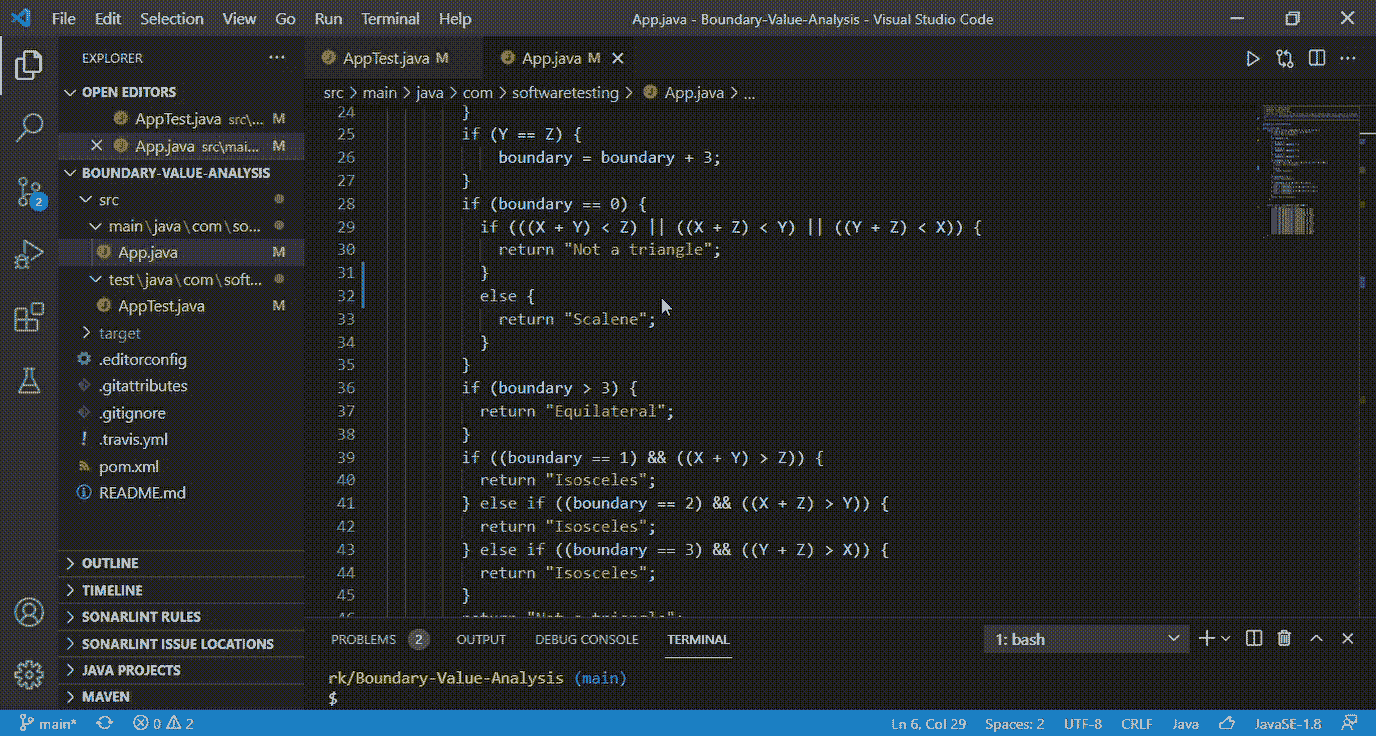 File Edit Selection View Go Run Terminal Help
App.java - Boundary-Value-Analysis - Visual Studio Code
EXPLORER
OPEN EDITORS
AppTest.java src\... M
App.java src\mai... M
BOUNDARY-VALUE-ANALYSIS
src
main\java\com\so...
App.java M
test\java\com\soft...
AppTest.java M
target
.editorconfig
.gitattributes
.gitignore
.travis.yml
pom.xml
README.md
OUTLINE
TIMELINE
SONARLINT RULES
SONARLINT ISSUE LOCATIONS
JAVA PROJECTS
MAVEN
2
AppTest.java M
App.java M
src > main > java > com > softwaretesting > App.java > ...
24 }
25 if (Y == Z) {
26 boundary = boundary + 3;
27 }
28 if (boundary == 0) {
29 if (((X + Y) < Z) || ((X + Z) < Y) || ((Y + Z) < X)) {
30 return "Not a triangle";
31 }
32 else {
33 return "Scalene";
34 }
35 }
36 if (boundary > 3) {
37 return "Equilateral";
38 }
39 if ((boundary == 1) && ((X + Y) > Z)) {
40 return "Isosceles";
41 } else if ((boundary == 2) && ((X + Z) > Y)) {
42 return "Isosceles";
43 } else if ((boundary == 3) && ((Y + Z) > X)) {
44 return "Isosceles";
45 }
46 return "Not a triangle";
PROBLEMS 2 OUTPUT DEBUG CONSOLE TERMINAL
1: bash
rk/Boundary-Value-Analysis (main)
$
main* 0 2
Ln 6, Col 29 Spaces: 2 UTF-8 CRLF Java JavaSE-1.8